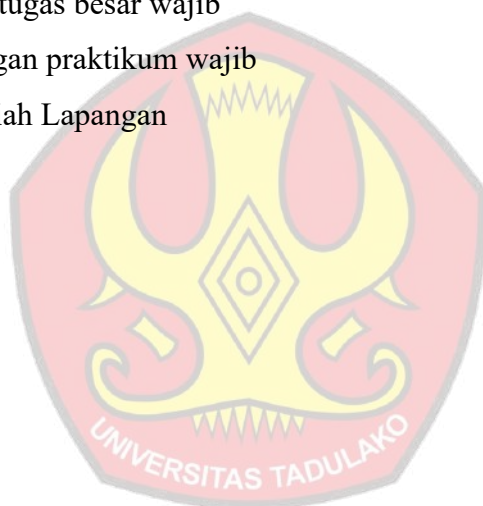 tugas besar wajib
gan praktikum wajib
ah Lapangan
UNIVERSITAS TADULAKO